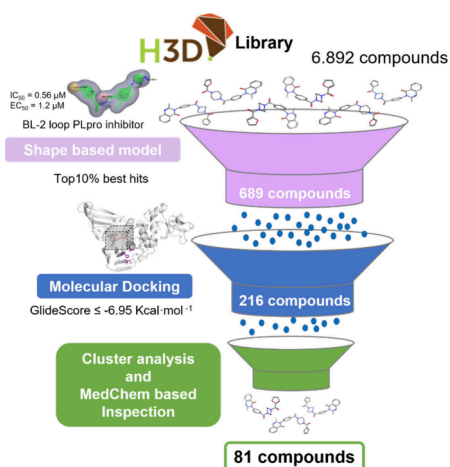 H3D
Library
6.892 compounds
IC50 = 0.56 µM
EC50 = 1.2 µM
BL-2 loop PLpro inhibitor
Shape based model
Top10% best hits
689 compounds
Molecular Docking
216 compounds
GlideScore ≤ -6.95 Kcal·mol -1
Cluster analysis
and
MedChem based
Inspection
81 compounds